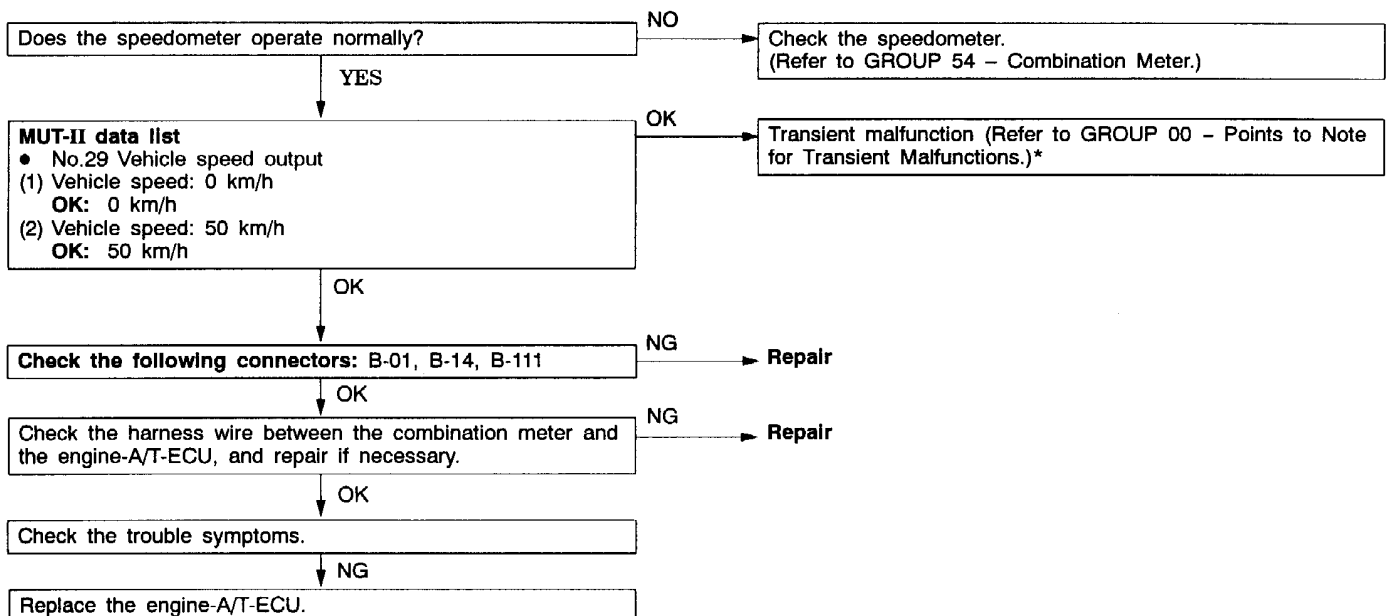 Does the speedometer operate normally?
NO
Check the speedometer.
(Refer to GROUP 54 – Combination Meter.)
YES
MUT-II data list
● No.29 Vehicle speed output
(1) Vehicle speed: 0 km/h
OK: 0 km/h
(2) Vehicle speed: 50 km/h
OK: 50 km/h
OK
Transient malfunction (Refer to GROUP 00 – Points to Note
for Transient Malfunctions.)*
OK
Check the following connectors: B-01, B-14, B-111
NG
Repair
OK
Check the harness wire between the combination meter and
the engine-A/T-ECU, and repair if necessary.
NG
Repair
OK
Check the trouble symptoms.
NG
Replace the engine-A/T-ECU.